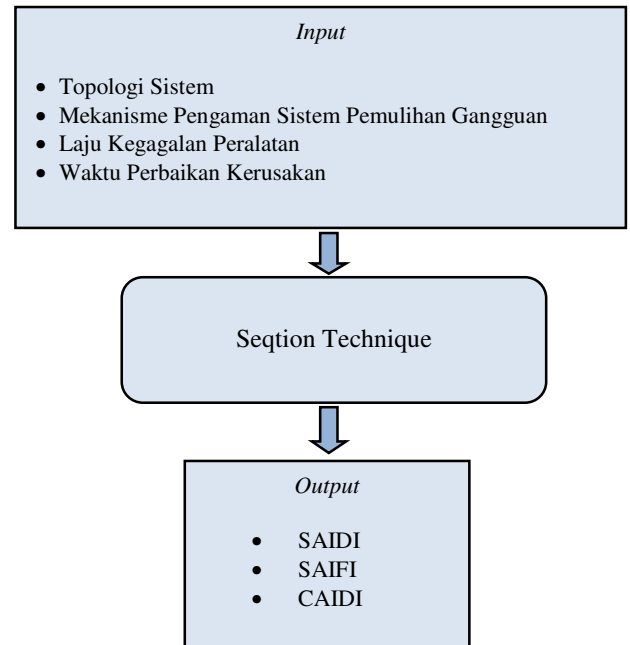 Input
• Topologi Sistem
• Mekanisme Pengaman Sistem Pemulihan Gangguan
• Laju Kegagalan Peralatan
• Waktu Perbaikan Kerusakan
Seqtion Technique
Output
• SAIDI
• SAIFI
• CAIDI